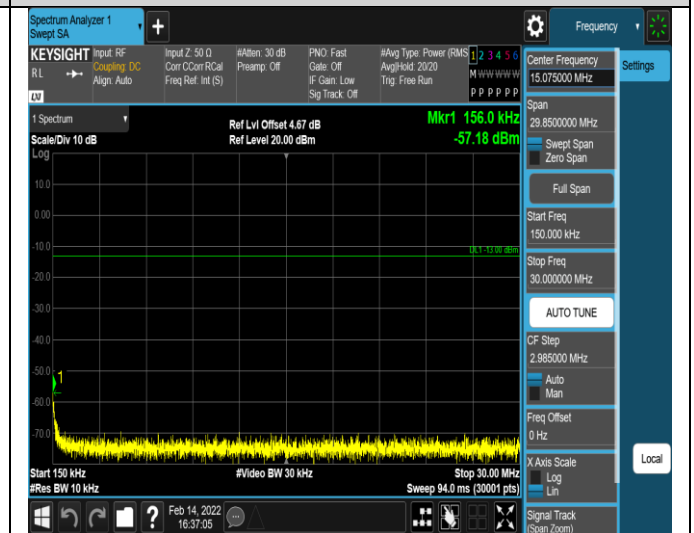 Spectrum Analyzer 1
Swept SA
+
Frequency
KEYSIGHT
RL
LXI
Input: RF
Coupling: DC
Align: Auto
Input Z: 50 Ω
Corr CCorr RCal
Freq Ref: Int (S)
#Atten: 30 dB
Preamp: Off
PNO: Fast
Gate: Off
IF Gain: Low
Sig Track: Off
#Avg Type: Power (RMS
Avg|Hold: 20/20
Trig: Free Run
1 2 3 4 5 6
M W W W W W
P P P P P P
1 Spectrum
Scale/Div 10 dB
Log
Ref Lvl Offset 4.67 dB
Ref Level 20.00 dBm
Mkr1 156.0 kHz
-57.18 dBm
10.0
0.00
-10.0
DL1 -13.00 dBm
-20.0
-30.0
-40.0
-50.0
1
-60.0
-70.0
Start 150 kHz
#Res BW 10 kHz
#Video BW 30 kHz
Stop 30.00 MHz
Sweep 94.0 ms (30001 pts)
Feb 14, 2022
16:37:05
?
Center Frequency
15.075000 MHz
Settings
Span
29.8500000 MHz
Swept Span
Zero Span
Full Span
Start Freq
150.000 kHz
Stop Freq
30.000000 MHz
AUTO TUNE
CF Step
2.985000 MHz
Auto
Man
Freq Offset
0 Hz
X Axis Scale
Log
Lin
Local
Signal Track
(Span Zoom)